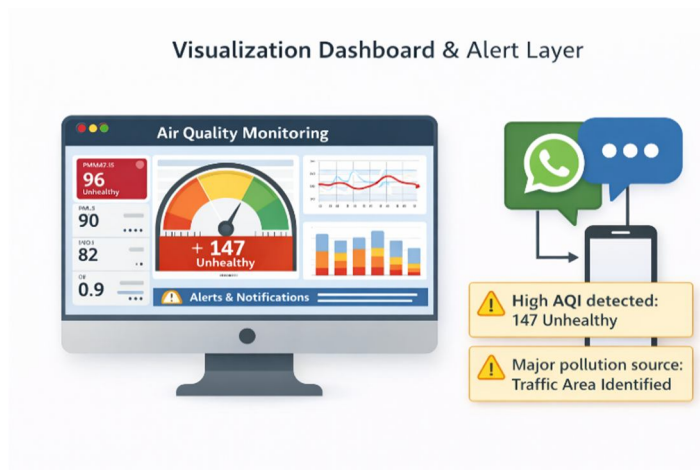 Visualization Dashboard & Alert Layer
Air Quality Monitoring
96
Unhealthy
90
82
0.9
+ 147
Unhealthy
Alerts & Notifications
High AQI detected:
147 Unhealthy
Major pollution source:
Traffic Area Identified